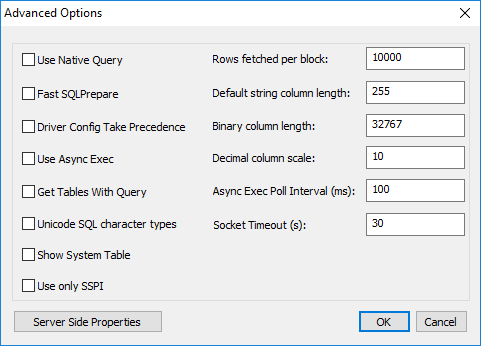 Advanced Options
Use Native Query
Rows fetched per block: 10000
Fast SQLPrepare
Default string column length: 255
Driver Config Take Precedence
Binary column length: 32767
Use Async Exec
Decimal column scale: 10
Get Tables With Query
Async Exec Poll Interval (ms): 100
Unicode SQL character types
Socket Timeout (s): 30
Show System Table
Use only SSPI
Server Side Properties
OK
Cancel